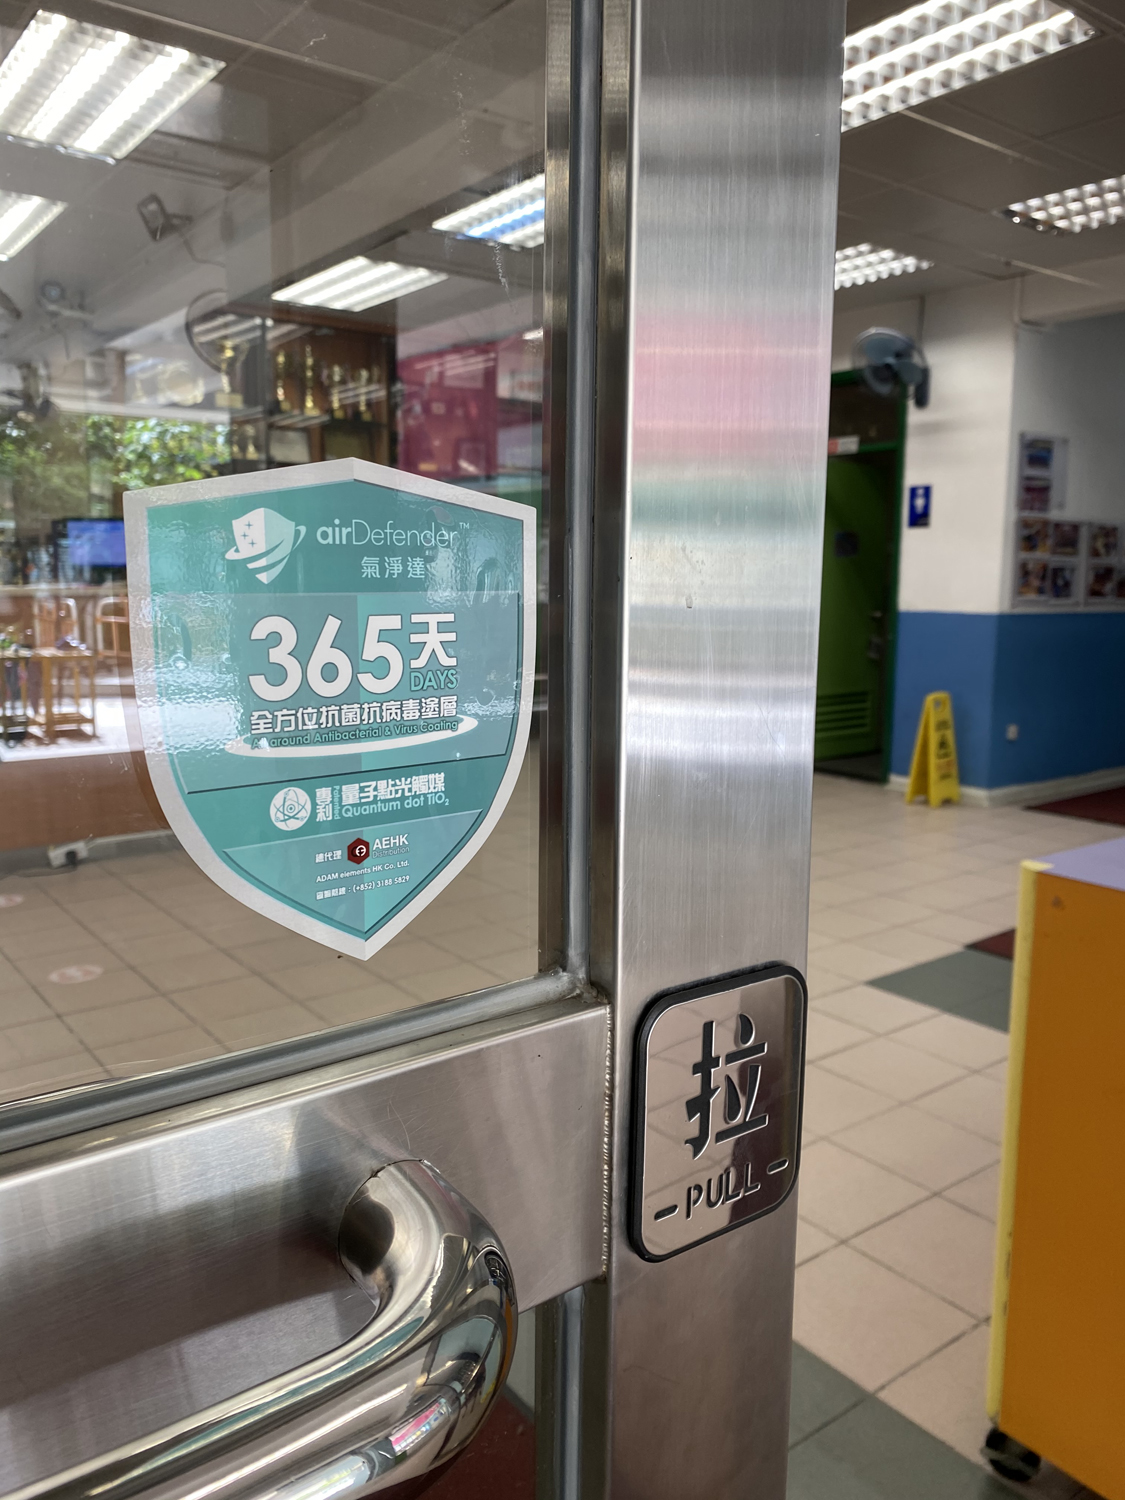 airDefender™
氣淨達
365天
DAYS
全方位抗菌抗病毒塗層
All around Antibacterial & Virus Coating
專利 Patented 量子點光觸媒
Quantum dot TiO₂
總代理 AEHK
Distribution
ADAM elements HK Co. Ltd.
(+852) 3188 5829
拉
-PULL-